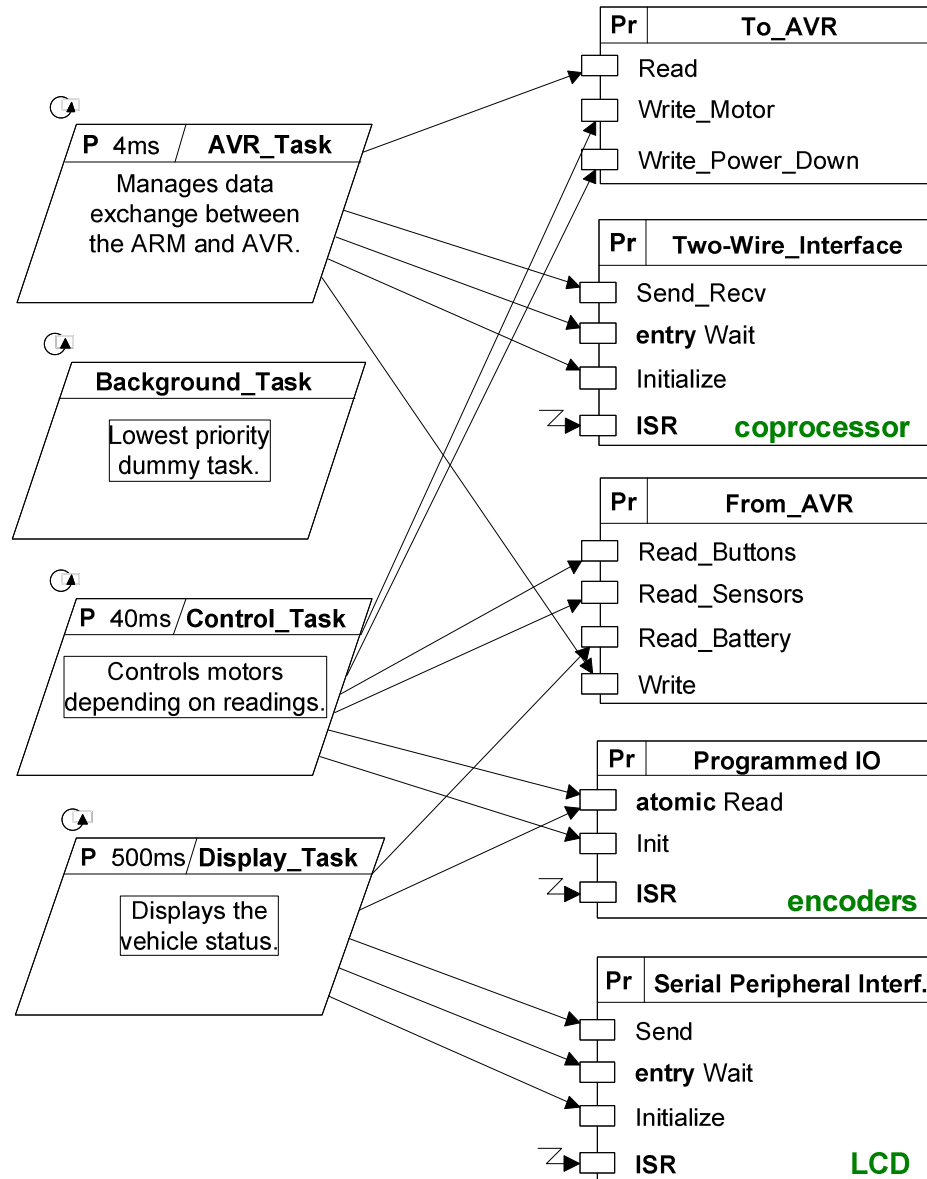 P 4ms / AVR_Task
Manages data
exchange between
the ARM and AVR.
Background_Task
Lowest priority
dummy task.
P 40ms / Control_Task
Controls motors
depending on readings.
P 500ms / Display_Task
Displays the
vehicle status.
Pr To_AVR
Read
Write_Motor
Write_Power_Down
Pr Two-Wire_Interface
Send_Recv
entry Wait
Initialize
ISR coprocessor
Pr From_AVR
Read_Buttons
Read_Sensors
Read_Battery
Write
Pr Programmed IO
atomic Read
Init
ISR encoders
Pr Serial Peripheral Interf.
Send
entry Wait
Initialize
ISR LCD